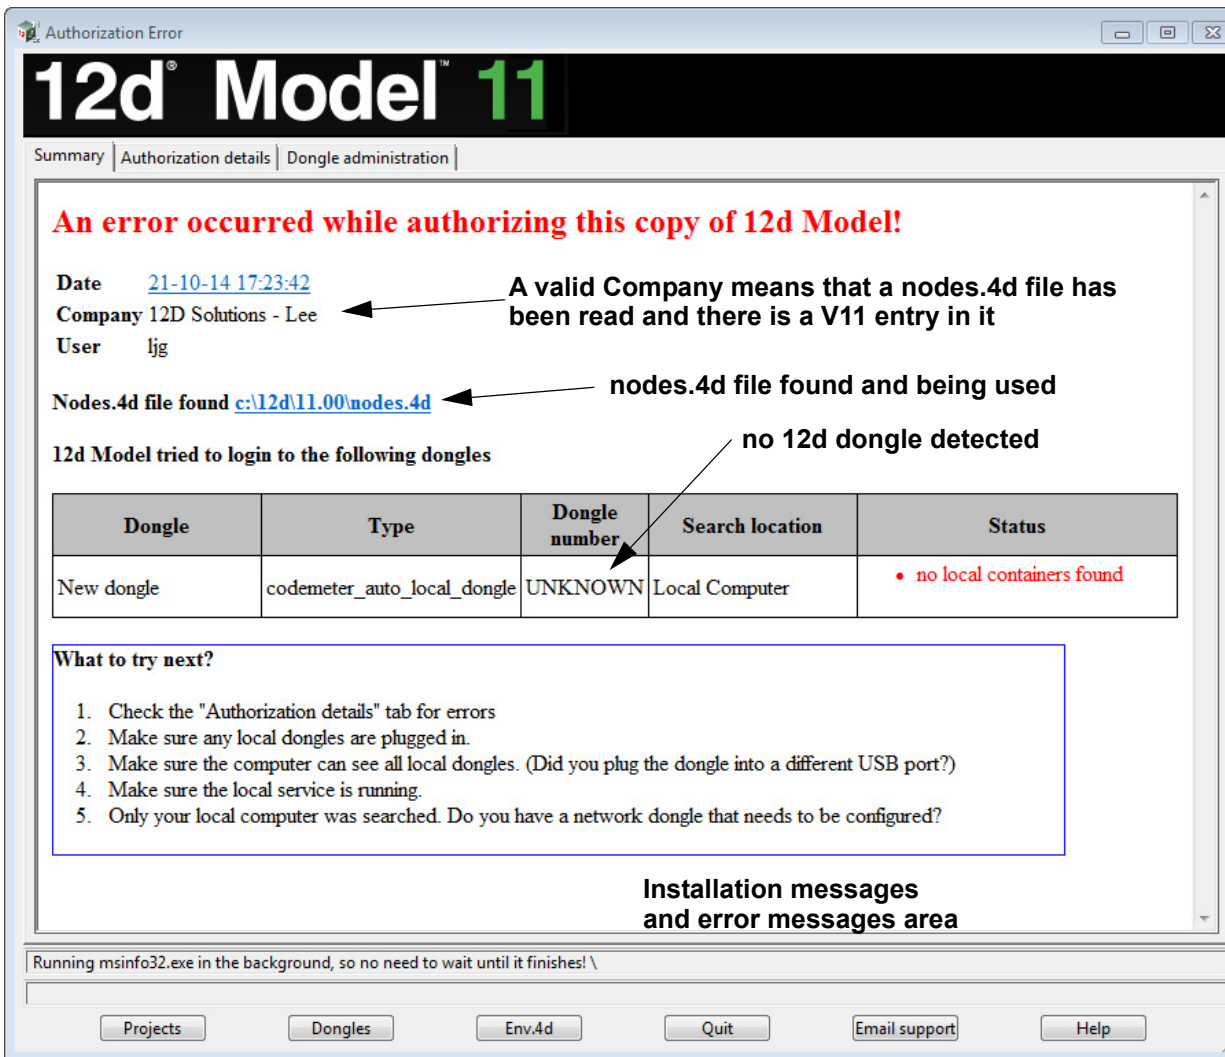 Authorization Error
12d® Model™ 11
Summary Authorization details Dongle administration
An error occurred while authorizing this copy of 12d Model!
Date 21-10-14 17:23:42
Company 12D Solutions - Lee
User ljg
A valid Company means that a nodes.4d file has
been read and there is a V11 entry in it
Nodes.4d file found c:\12d\11.00\nodes.4d
nodes.4d file found and being used
12d Model tried to login to the following dongles
no 12d dongle detected
Dongle Type Dongle number Search location Status
New dongle codemeter_auto_local_dongle UNKNOWN Local Computer • no local containers found
What to try next?
1. Check the "Authorization details" tab for errors
2. Make sure any local dongles are plugged in.
3. Make sure the computer can see all local dongles. (Did you plug the dongle into a different USB port?)
4. Make sure the local service is running.
5. Only your local computer was searched. Do you have a network dongle that needs to be configured?
Installation messages
and error messages area
Running msinfo32.exe in the background, so no need to wait until it finishes! \
Projects Dongles Env.4d Quit Email support Help